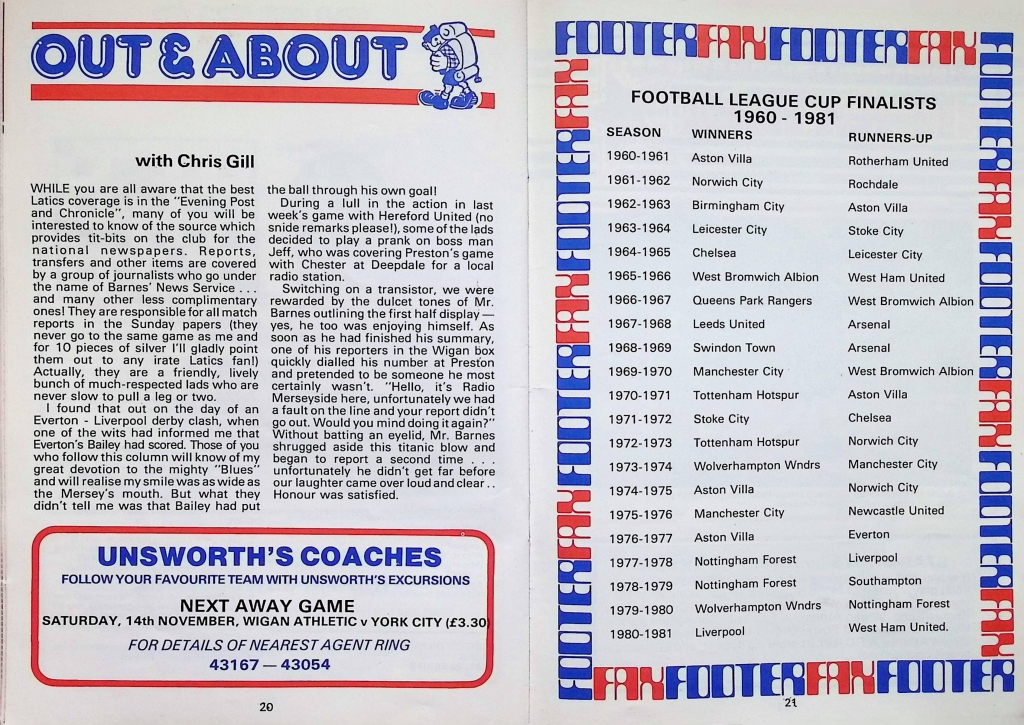 OUT & ABOUT
with Chris Gill
WHILE you are all aware that the best
Latics coverage is in the "Evening Post
and Chronicle", many of you will be
interested to know of the source which
provides tit-bits on the club for the
national newspapers. Reports,
transfers and other items are covered
by a group of journalists who go under
the name of Barnes' News Service ...
and many other less complimentary
ones! They are responsible for all match
reports in the Sunday papers (they
never go to the same game as me and
for 10 pieces of silver I'll gladly point
them out to any irate Latics fan!)
Actually, they are a friendly, lively
bunch of much-respected lads who are
never slow to pull a leg or two.
I found that out on the day of an
Everton - Liverpool derby clash, when
one of the wits had informed me that
Everton's Bailey had scored. Those of you
who follow this column will know of my
great devotion to the mighty "Blues"
and will realise my smile was as wide as
the Mersey's mouth. But what they
didn't tell me was that Bailey had put
the ball through his own goal!
During a lull in the action in last
week's game with Hereford United (no
snide remarks please!), some of the lads
decided to play a prank on boss man
Jeff, who was covering Preston's game
with Chester at Deepdale for a local
radio station.
Switching on a transistor, we were
rewarded by the dulcet tones of Mr.
Barnes outlining the first half display —
yes, he too was enjoying himself. As
soon as he had finished his summary,
one of his reporters in the Wigan box
quickly dialled his number at Preston
and pretended to be someone he most
certainly wasn't. "Hello, it's Radio
Merseyside here, unfortunately we had
a fault on the line and your report didn't
go out. Would you mind doing it again?"
Without batting an eyelid, Mr. Barnes
shrugged aside this titanic blow and
began to report a second time ...
unfortunately he didn't get far before
our laughter came over loud and clear ..
Honour was satisfied.
UNSWORTH'S COACHES
FOLLOW YOUR FAVOURITE TEAM WITH UNSWORTH'S EXCURSIONS
NEXT AWAY GAME
SATURDAY, 14th NOVEMBER, WIGAN ATHLETIC v YORK CITY (£3.30)
FOR DETAILS OF NEAREST AGENT RING
43167 — 43054
20
FOOTERFAX FOOTERFAX
FOOTERFAX FOOTERFAX FOOTER
FOOTERFAX FOOTERFAX FOOTERFAX
FOOTBALL LEAGUE CUP FINALISTS
1960 - 1981
SEASON WINNERS RUNNERS-UP
1960-1961 Aston Villa Rotherham United
1961-1962 Norwich City Rochdale
1962-1963 Birmingham City Aston Villa
1963-1964 Leicester City Stoke City
1964-1965 Chelsea Leicester City
1965-1966 West Bromwich Albion West Ham United
1966-1967 Queens Park Rangers West Bromwich Albion
1967-1968 Leeds United Arsenal
1968-1969 Swindon Town Arsenal
1969-1970 Manchester City West Bromwich Albion
1970-1971 Tottenham Hotspur Aston Villa
1971-1972 Stoke City Chelsea
1972-1973 Tottenham Hotspur Norwich City
1973-1974 Wolverhampton Wndrs Manchester City
1974-1975 Aston Villa Norwich City
1975-1976 Manchester City Newcastle United
1976-1977 Aston Villa Everton
1977-1978 Nottingham Forest Liverpool
1978-1979 Nottingham Forest Southampton
1979-1980 Wolverhampton Wndrs Nottingham Forest
1980-1981 Liverpool West Ham United.
FAX FOOTER FAX FOOTER
21